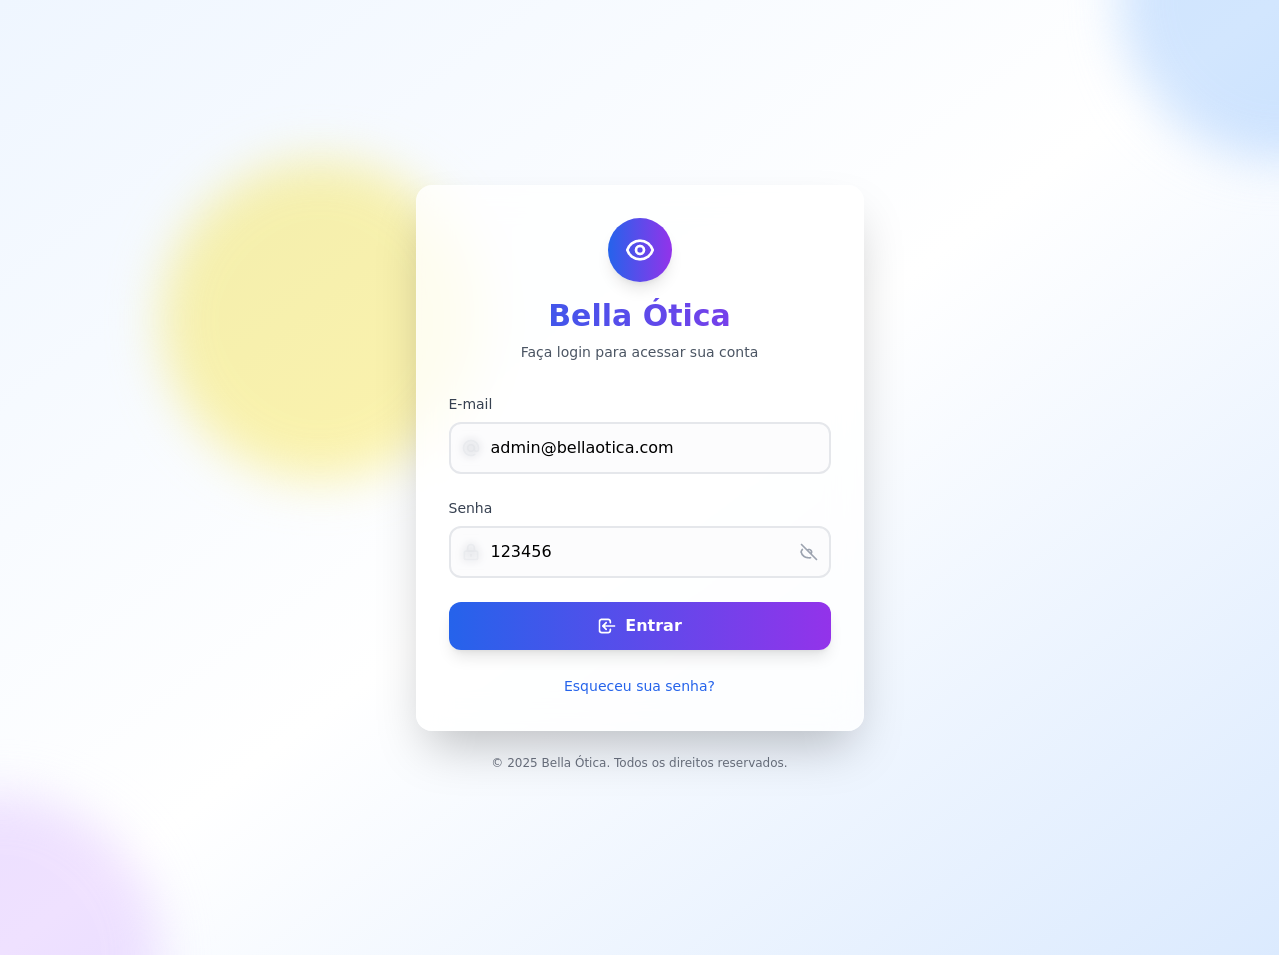 Bella Ótica
Faça login para acessar sua conta
E-mail
admin@bellaotica.com
Senha
123456
Entrar
Esqueceu sua senha?
© 2025 Bella Ótica. Todos os direitos reservados.